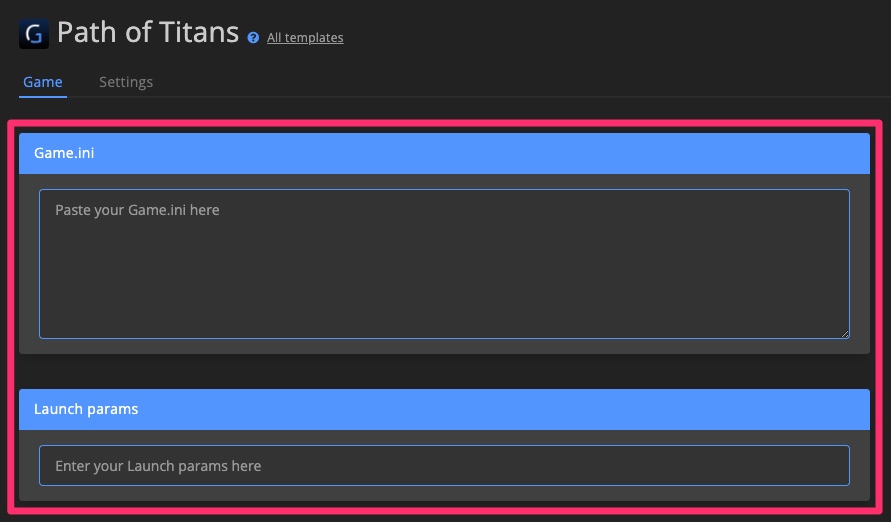 Path of Titans ? All templates
Game Settings
Game.ini
Paste your Game.ini here
Launch params
Enter your Launch params here